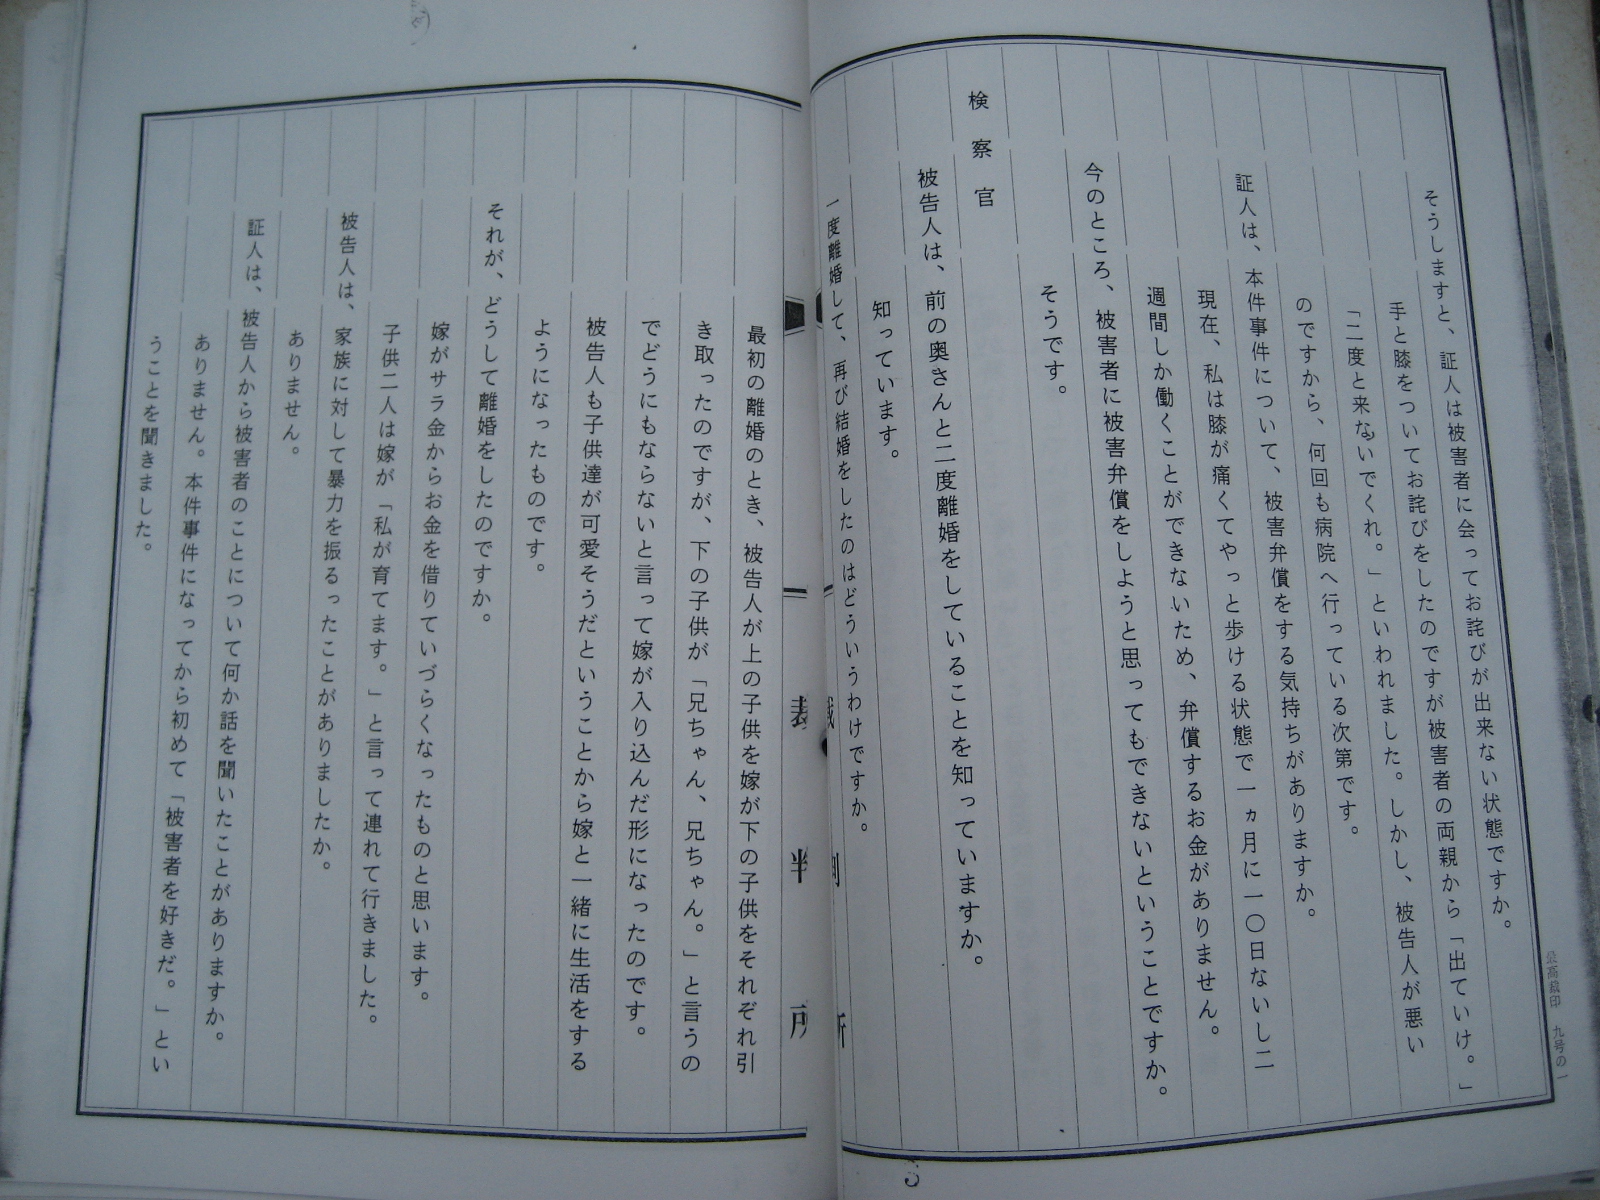 そうしますと、証人は被害者に会ってお詫びが出来ない状態ですか。
手と膝をついてお詫びをしたのですが被害者の両親から「出ていけ。」
「二度と来ないでくれ。」といわれました。しかし、被告人が悪い
のですから、何回も病院へ行っている次第です。
証人は、本件事件について、被害弁償をする気持ちがありますか。
現在、私は膝が痛くてやっと歩ける状態で一ヵ月に一〇日ないし二
週間しか働くことができないため、弁償するお金がありません。
今のところ、被害者に被害弁償をしようと思ってもできないということですか。
そうです。
検察官
被告人は、前の奥さんと二度離婚をしていることを知っていますか。
知っています。
一度離婚して、再び結婚をしたのはどういうわけですか。
最初の離婚のとき、被告人が上の子供を嫁が下の子供をそれぞれ引
き取ったのですが、下の子供が「兄ちゃん、兄ちゃん。」と言うの
でどうにもならないと言って嫁が入り込んだ形になったのです。
被告人も子供達が可愛そうだということから嫁と一緒に生活をする
ようになったものです。
それが、どうして離婚をしたのですか。
嫁がサラ金からお金を借りていづらくなったものと思います。
子供二人は嫁が「私が育てます。」と言って連れて行きました。
被告人は、家族に対して暴力を振るったことがありましたか。
ありません。
証人は、被告人から被害者のことについて何か話を聞いたことがありますか。
ありません。本件事件になってから初めて「被害者を好きだ。」とい
うことを聞きました。
裁判所
裁判所
最高裁印 九号の一